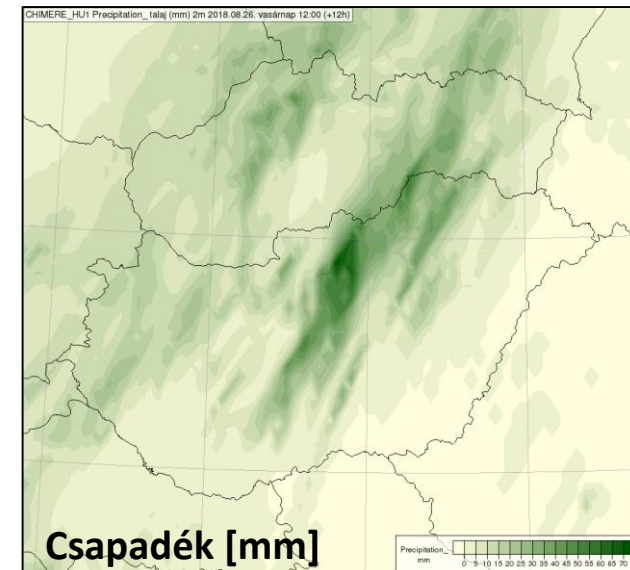 CHIMERE_HU1 Precipitation_ talaj (mm) 2m 2018.08.26. vasárnap 12:00 (+12h)
Csapadék [mm]
Precipitation_
mm
0 5 10 15 20 25 30 35 40 45 50 55 60 65 70